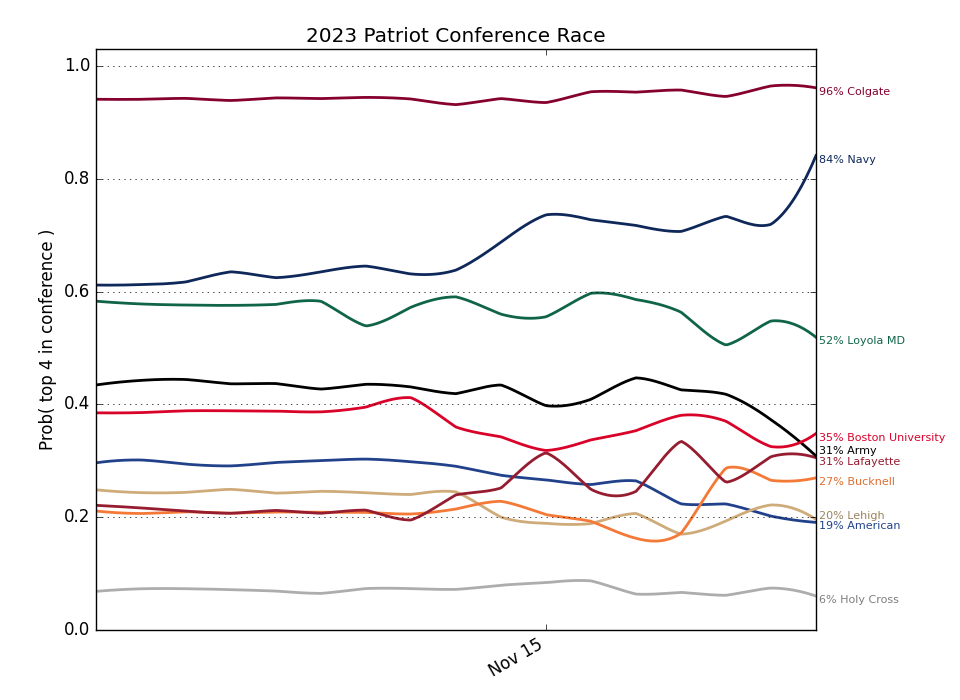 2023 Patriot Conference Race
Prob( top 4 in conference )
1.0
0.8
0.6
0.4
0.2
0.0
Nov 15
96% Colgate
84% Navy
52% Loyola MD
35% Boston University
31% Army
31% Lafayette
27% Bucknell
20% Lehigh
19% American
6% Holy Cross